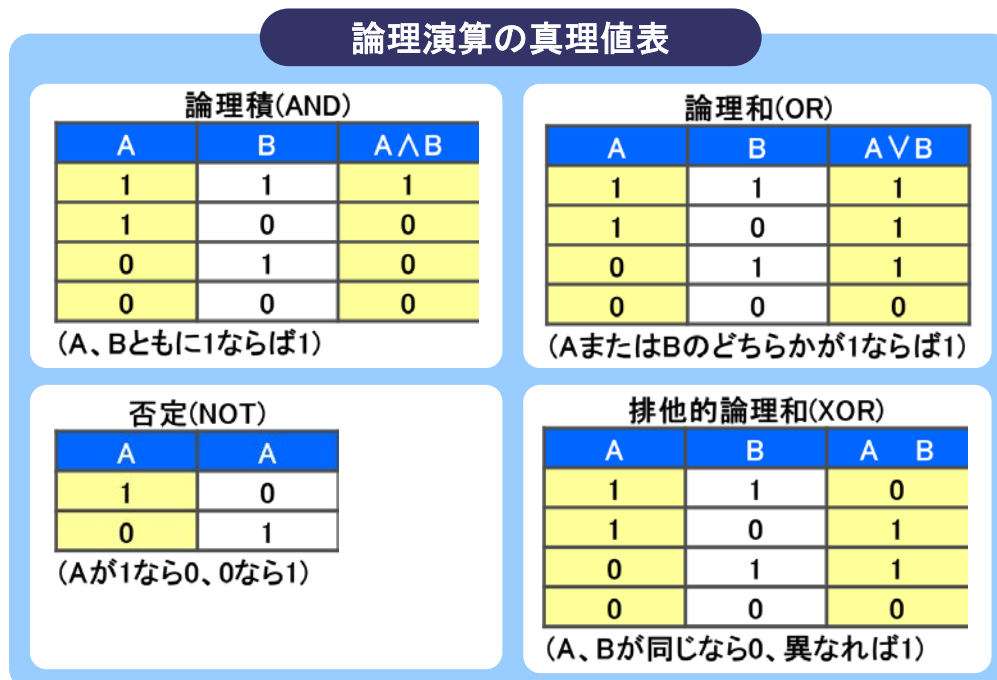 論理演算の真理値表
論理積(AND)
A B A∧B
1 1 1
1 0 0
0 1 0
0 0 0
(A、Bともに1ならば1)
論理和(OR)
A B A∨B
1 1 1
1 0 1
0 1 1
0 0 0
(AまたはBのどちらかが1ならば1)
否定(NOT)
A A
1 0
0 1
(Aが1なら0、0なら1)
排他的論理和(XOR)
A B A B
1 1 0
1 0 1
0 1 1
0 0 0
(A、Bが同じなら0、異なれば1)